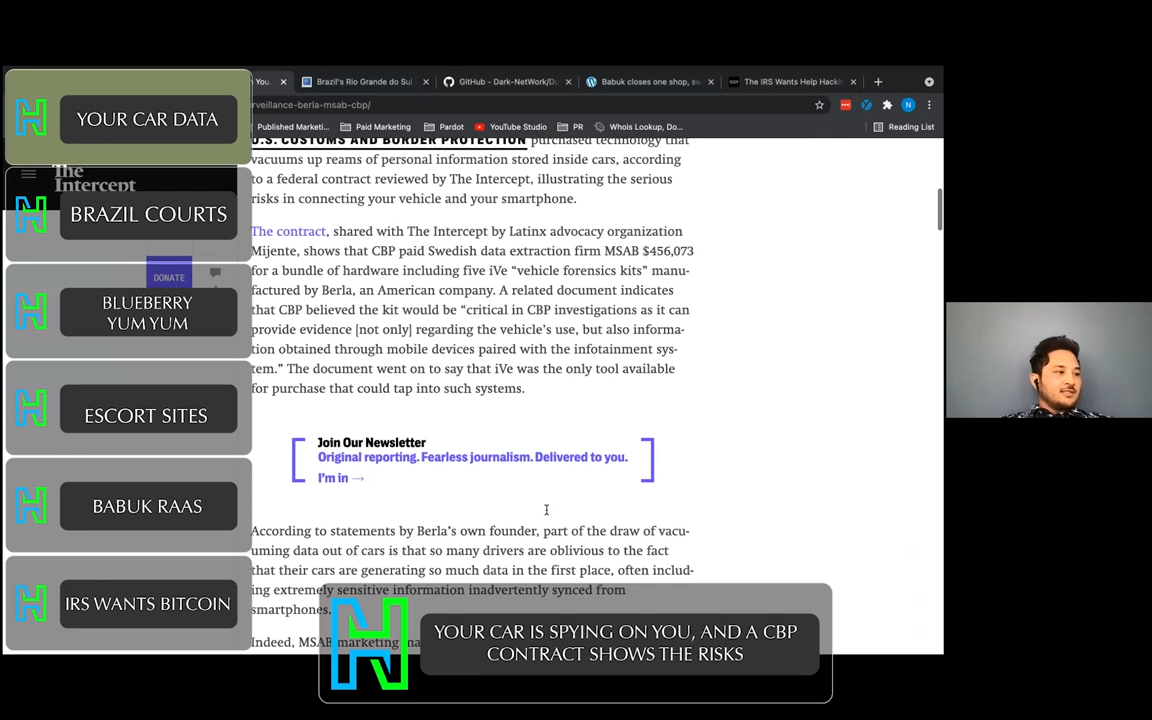 You.
Brazil's Rio Grande do Su
GitHub - Dark-NetWork/Du
Babuk closes one shop, sw
The IRS Wants Help Hackin
rveillance-berla-msab-cbp/
N
Published Marketi...
Paid Marketing
Pardot
YouTube Studio
PR
Whois Lookup, Do...
Reading List
YOUR CAR DATA
The
Intercept
BRAZIL COURTS
DONATE
BLUEBERRY
YUM YUM
ESCORT SITES
BABUK RAAS
IRS WANTS BITCOIN
U.S. CUSTOMS AND BORDER PROTECTION purchased technology that
vacuums up reams of personal information stored inside cars, according
to a federal contract reviewed by The Intercept, illustrating the serious
risks in connecting your vehicle and your smartphone.
The contract, shared with The Intercept by Latinx advocacy organization
Mijente, shows that CBP paid Swedish data extraction firm MSAB $456,073
for a bundle of hardware including five iVe “vehicle forensics kits” manu-
factured by Berla, an American company. A related document indicates
that CBP believed the kit would be “critical in CBP investigations as it can
provide evidence [not only] regarding the vehicle’s use, but also informa-
tion obtained through mobile devices paired with the infotainment sys-
tem.” The document went on to say that iVe was the only tool available
for purchase that could tap into such systems.
Join Our Newsletter
Original reporting. Fearless journalism. Delivered to you.
I’m in →
According to statements by Berla’s own founder, part of the draw of vacu-
uming data out of cars is that so many drivers are oblivious to the fact
that their cars are generating so much data in the first place, often includ-
ing extremely sensitive information inadvertently synced from
smartphones.
Indeed, MSAB marketing ma
YOUR CAR IS SPYING ON YOU, AND A CBP
CONTRACT SHOWS THE RISKS